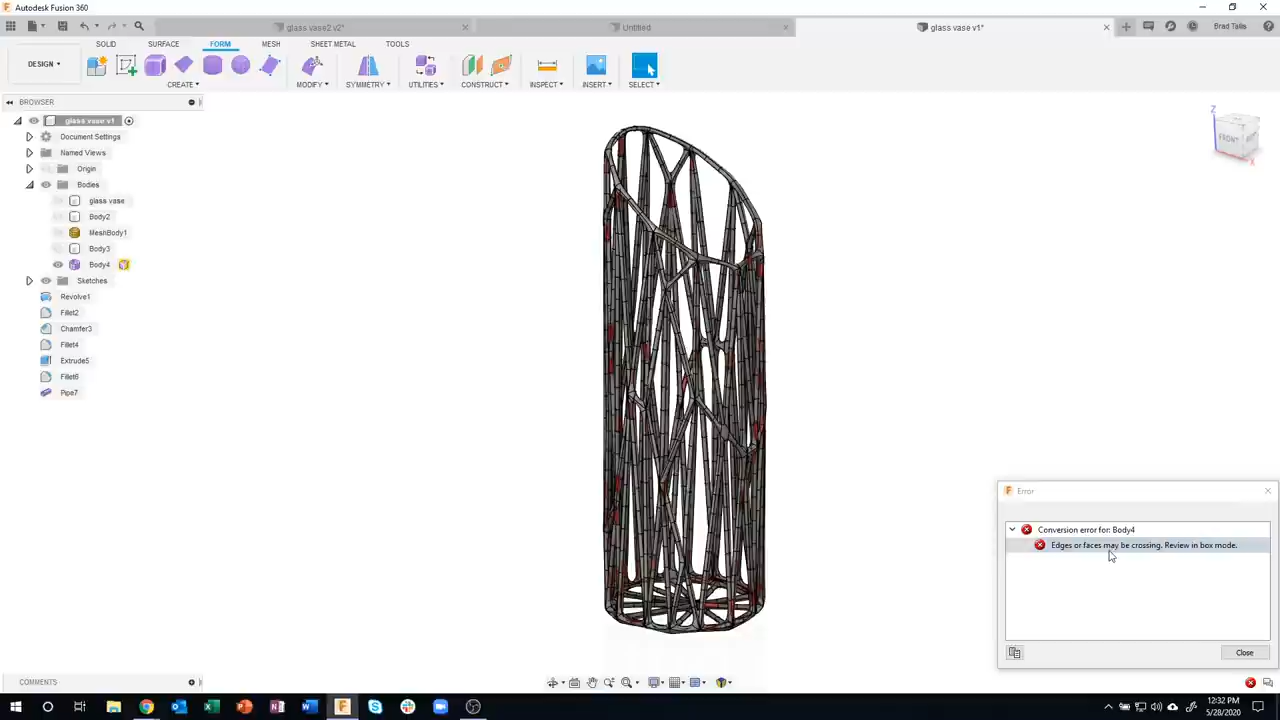 Autodesk Fusion 360
glass vase2 v2*
Untitled
glass vase v1*
Brad Tallis
DESIGN
SOLID
SURFACE
FORM
MESH
SHEET METAL
TOOLS
CREATE
MODIFY
SYMMETRY
UTILITIES
CONSTRUCT
INSPECT
INSERT
SELECT
BROWSER
glass vase v1
Document Settings
Named Views
Origin
Bodies
glass vase
Body2
MeshBody1
Body3
Body4
Sketches
Revolve1
Fillet2
Chamfer3
Fillet4
Extrude5
Fillet6
Pipe7
Z
FRONT
X
Error
Conversion error for: Body4
Edges or faces may be crossing. Review in box mode.
Close
COMMENTS
12:32 PM
5/28/2020